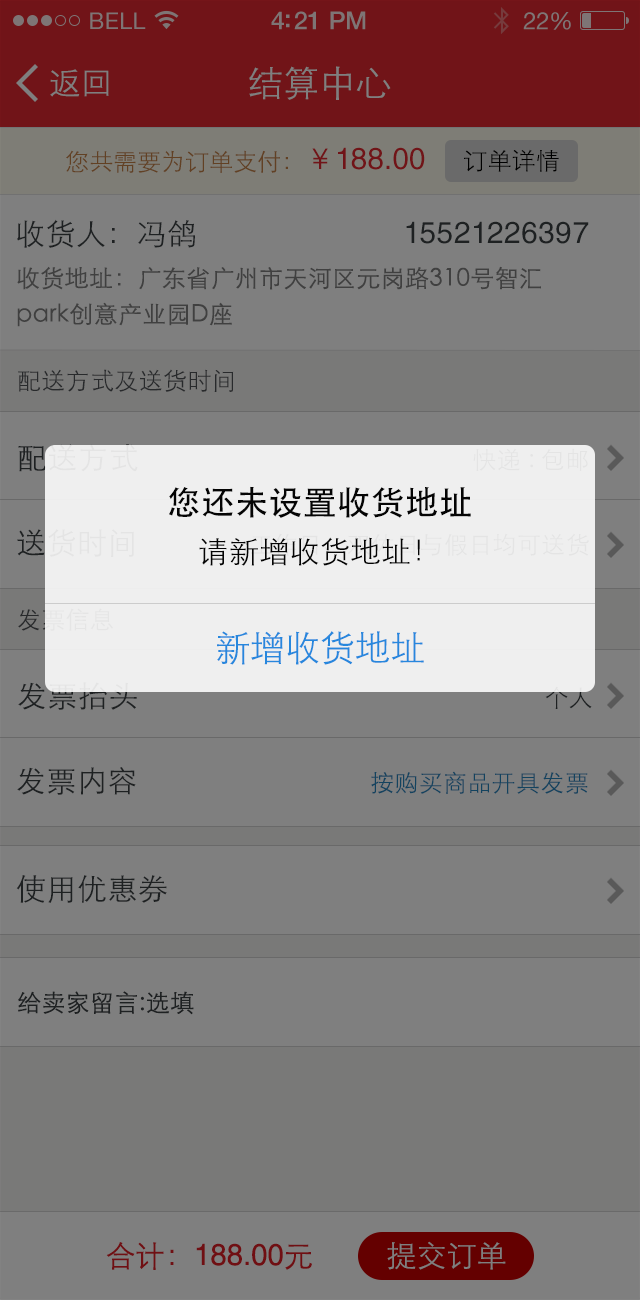 BELL 4:21 PM 22%
返回 结算中心
您共需要为订单支付： ￥188.00 订单详情
收货人：冯鸽 15521226397
收货地址：广东省广州市天河区元岗路310号智汇
park创意产业园D座
配送方式及送货时间
配送方式 快递：包邮
您还未设置收货地址
送货时间 与假日均可送货
请新增收货地址！
发票信息
新增收货地址
发票抬头 个人
发票内容 按购买商品开具发票
使用优惠券
给卖家留言:选填
合计：188.00元 提交订单